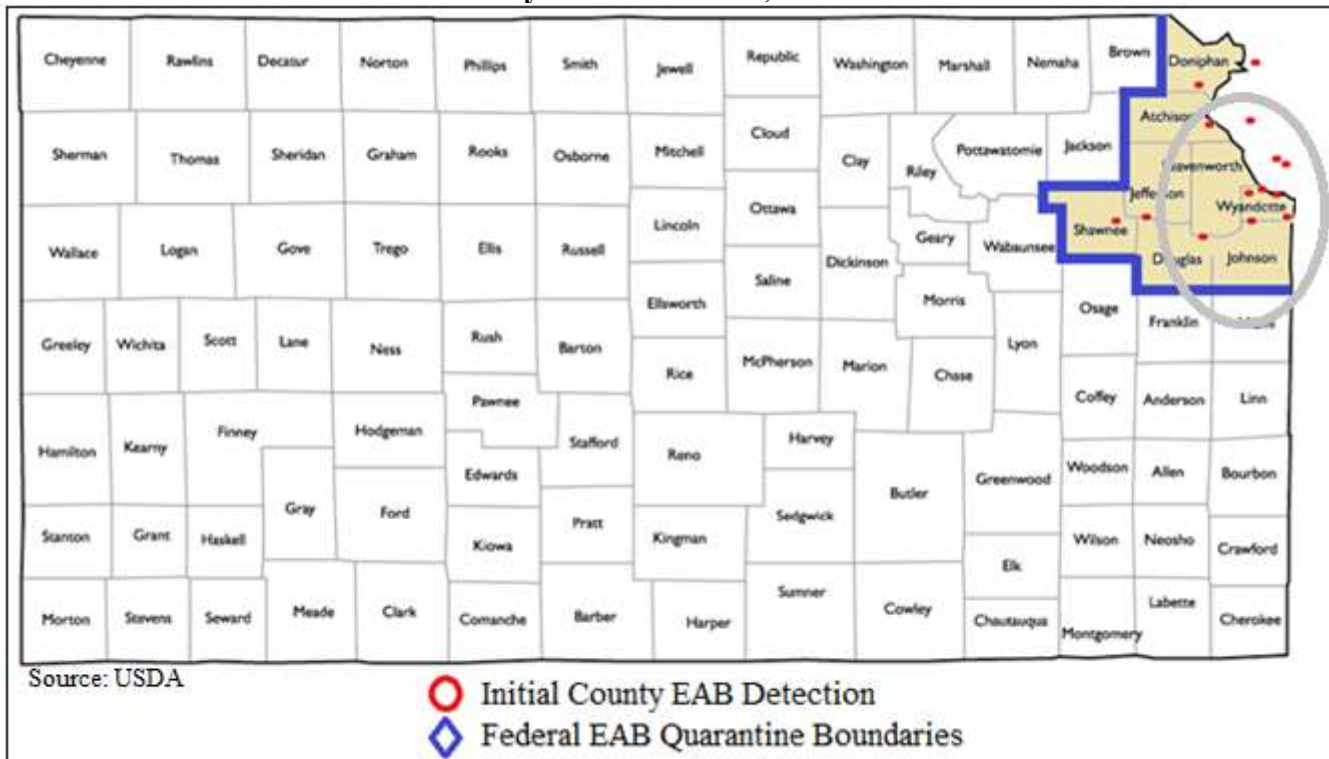 Cheyenne
Rawlins
Decatur
Norton
Phillips
Smith
Jewell
Republic
Washington
Marshall
Nemaha
Brown
Doniphan
Sherman
Thomas
Sheridan
Graham
Rooks
Osborne
Mitchell
Cloud
Clay
Riley
Pottawatomie
Jackson
Atchison
Leavenworth
Jefferson
Wyandotte
Wallace
Logan
Gove
Trego
Ellis
Russell
Lincoln
Ottawa
Saline
Dickinson
Geary
Wabaunsee
Shawnee
Douglas
Johnson
Greeley
Wichita
Scott
Lane
Ness
Rush
Barton
Ellsworth
Rice
McPherson
Marion
Morris
Chase
Lyon
Osage
Franklin
Hamilton
Kearny
Finney
Hodgeman
Pawnee
Edwards
Stafford
Reno
Harvey
Butler
Greenwood
Coffey
Anderson
Linn
Woodson
Allen
Bourbon
Stanton
Grant
Haskell
Gray
Ford
Kiowa
Pratt
Kingman
Sedgwick
Elk
Wilson
Neosho
Crawford
Morton
Stevens
Seward
Meade
Clark
Comanche
Barber
Harper
Sumner
Cowley
Chautauqua
Montgomery
Labette
Cherokee
Source: USDA
Initial County EAB Detection
Federal EAB Quarantine Boundaries